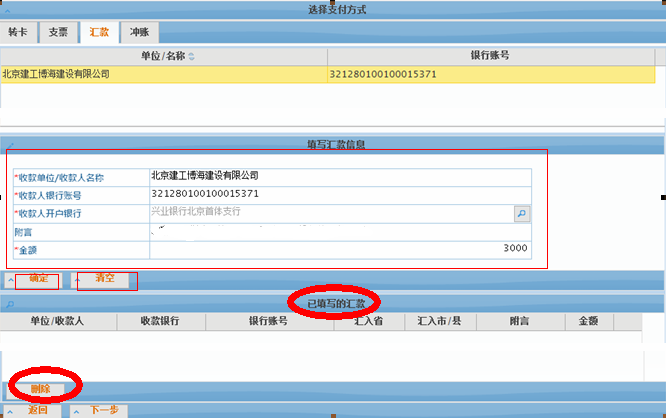 选择支付方式
转卡 支票 汇款 冲账
单位/名称 银行账号
北京建工博海建设有限公司 321280100100015371
填写汇款信息
*收款单位/收款人名称 北京建工博海建设有限公司
*收款人银行账号 321280100100015371
*收款人开户银行 兴业银行北京首体支行
附言
*金额 3000
确定 清空
已填写的汇款
单位/收款人 收款银行 银行账号 汇入省 汇入市/县 附言 金额
删除
返回 下一步